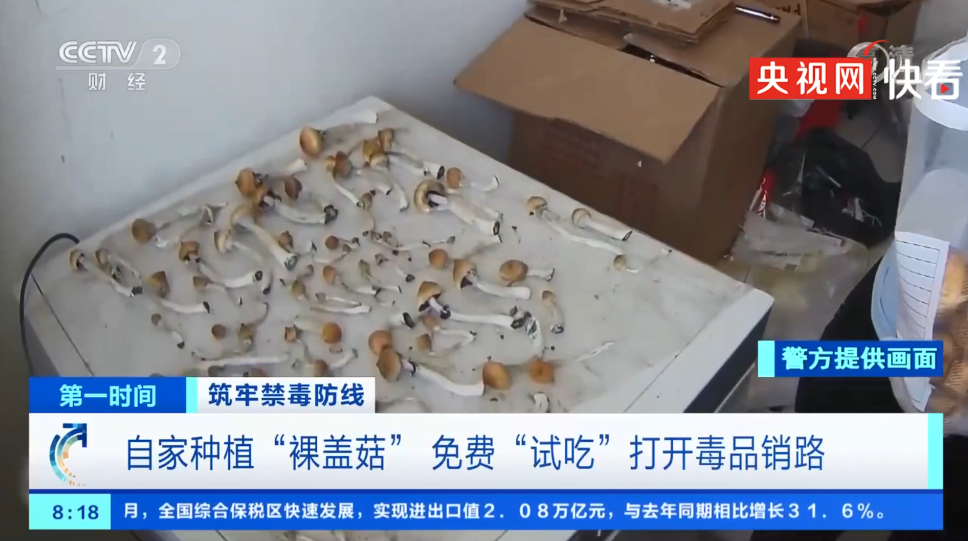 CCTV 2
财经
央视网
快看
警方提供画面
第一时间
筑牢禁毒防线
自家种植“裸盖菇” 免费“试吃”打开毒品销路
8:18
月，全国综合保税区快速发展，实现进出口值２．０８万亿元，与去年同期相比增长３１．６%。